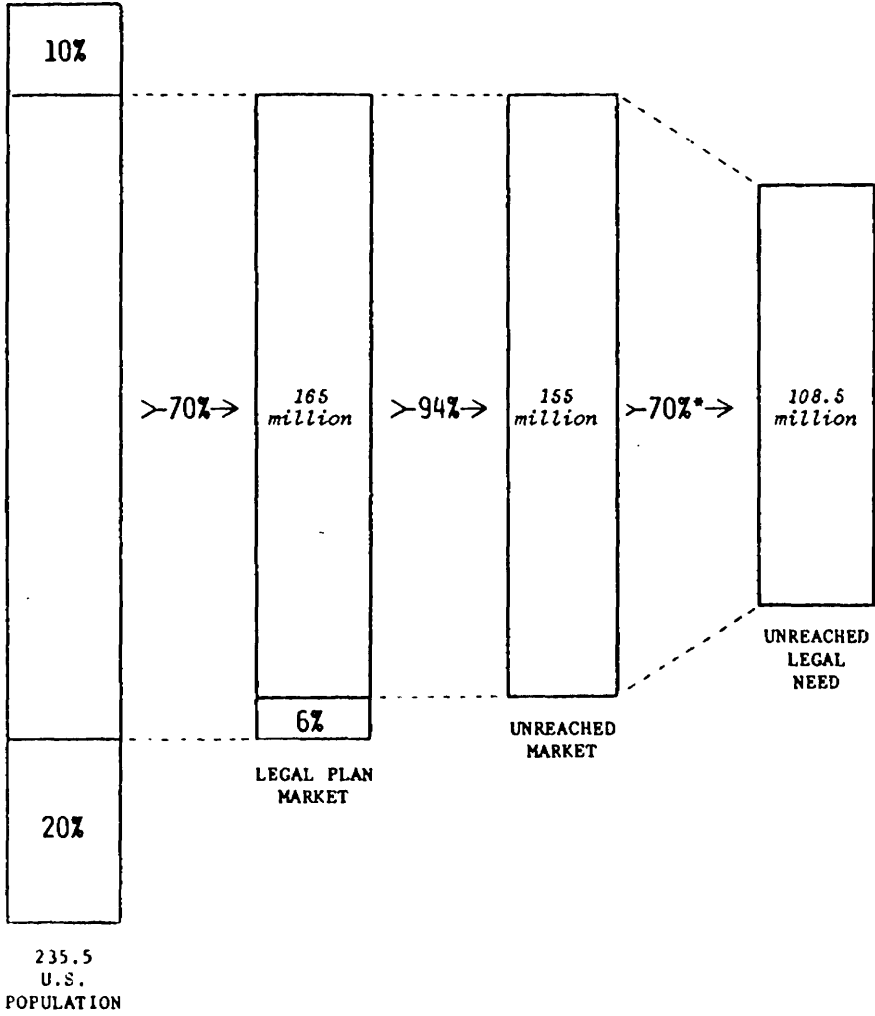 10%
>-70%→
165
million
>-94%→
155
million
>-70%*→
108.5
million
UNREACHED
LEGAL
NEED
6%
UNREACHED
MARKET
LEGAL PLAN
MARKET
20%
235.5
U.S.
POPULATION